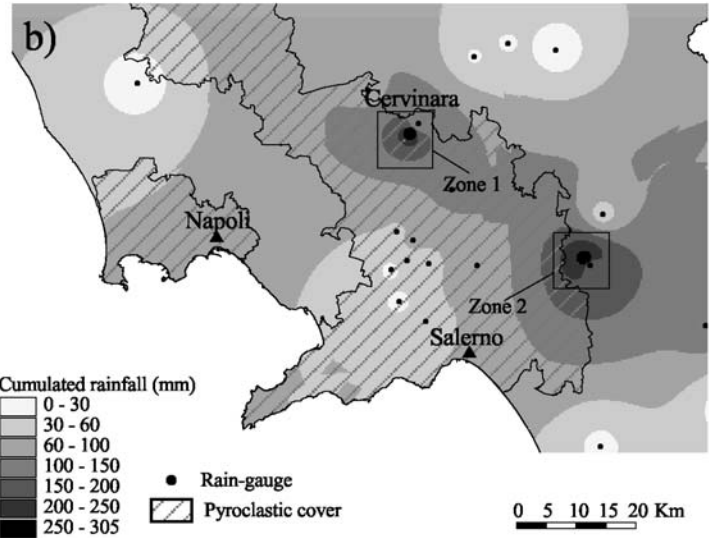 b)
Cervinara
Zone 1
Napoli
Zone 2
Salerno
Cumulated rainfall (mm)
0 - 30
30 - 60
60 - 100
100 - 150
150 - 200
200 - 250
250 - 305
Rain-gauge
Pyroclastic cover
0 5 10 15 20 Km